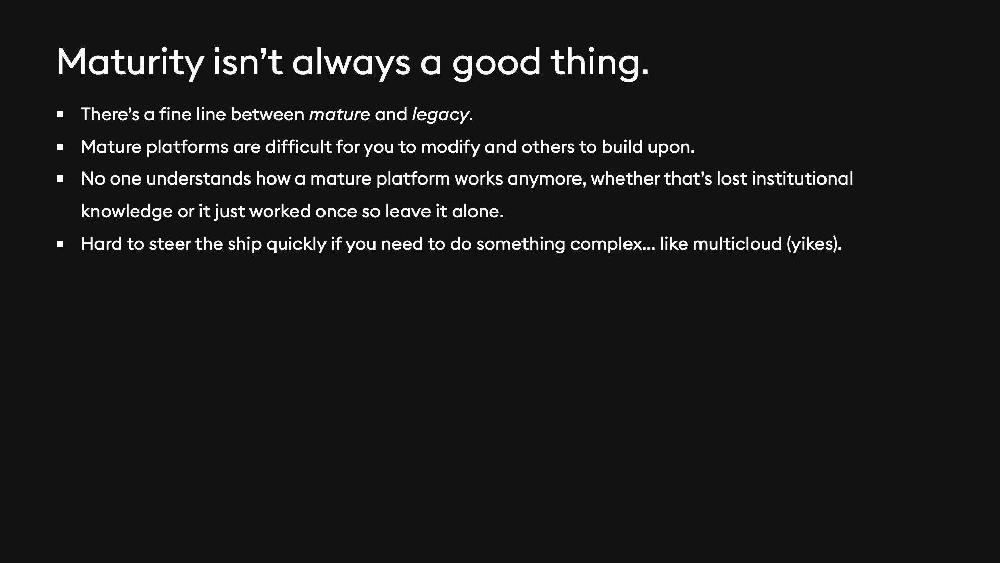 Maturity isn’t always a good thing.
▪ There’s a fine line between mature and legacy.
▪ Mature platforms are difficult for you to modify and others to build upon.
▪ No one understands how a mature platform works anymore, whether that’s lost institutional
knowledge or it just worked once so leave it alone.
▪ Hard to steer the ship quickly if you need to do something complex... like multicloud (yikes).